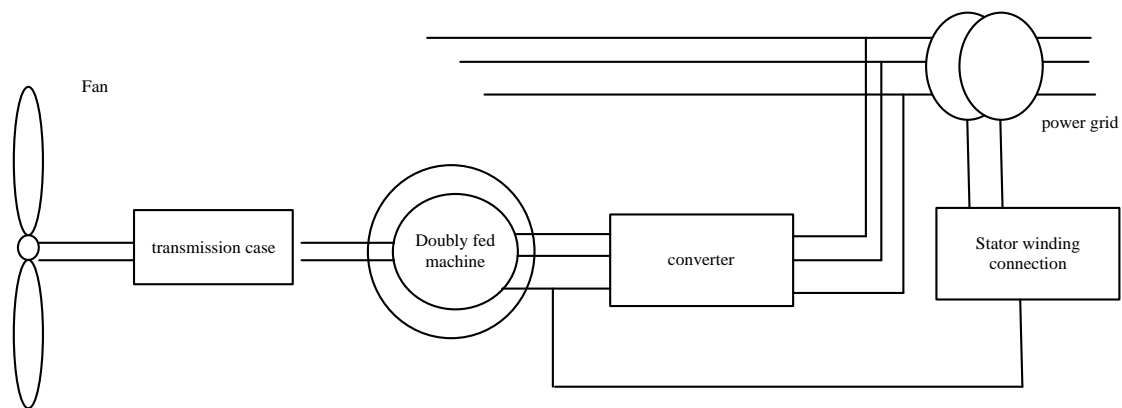 Fan
power grid
transmission case
Doubly fed
machine
converter
Stator winding
connection